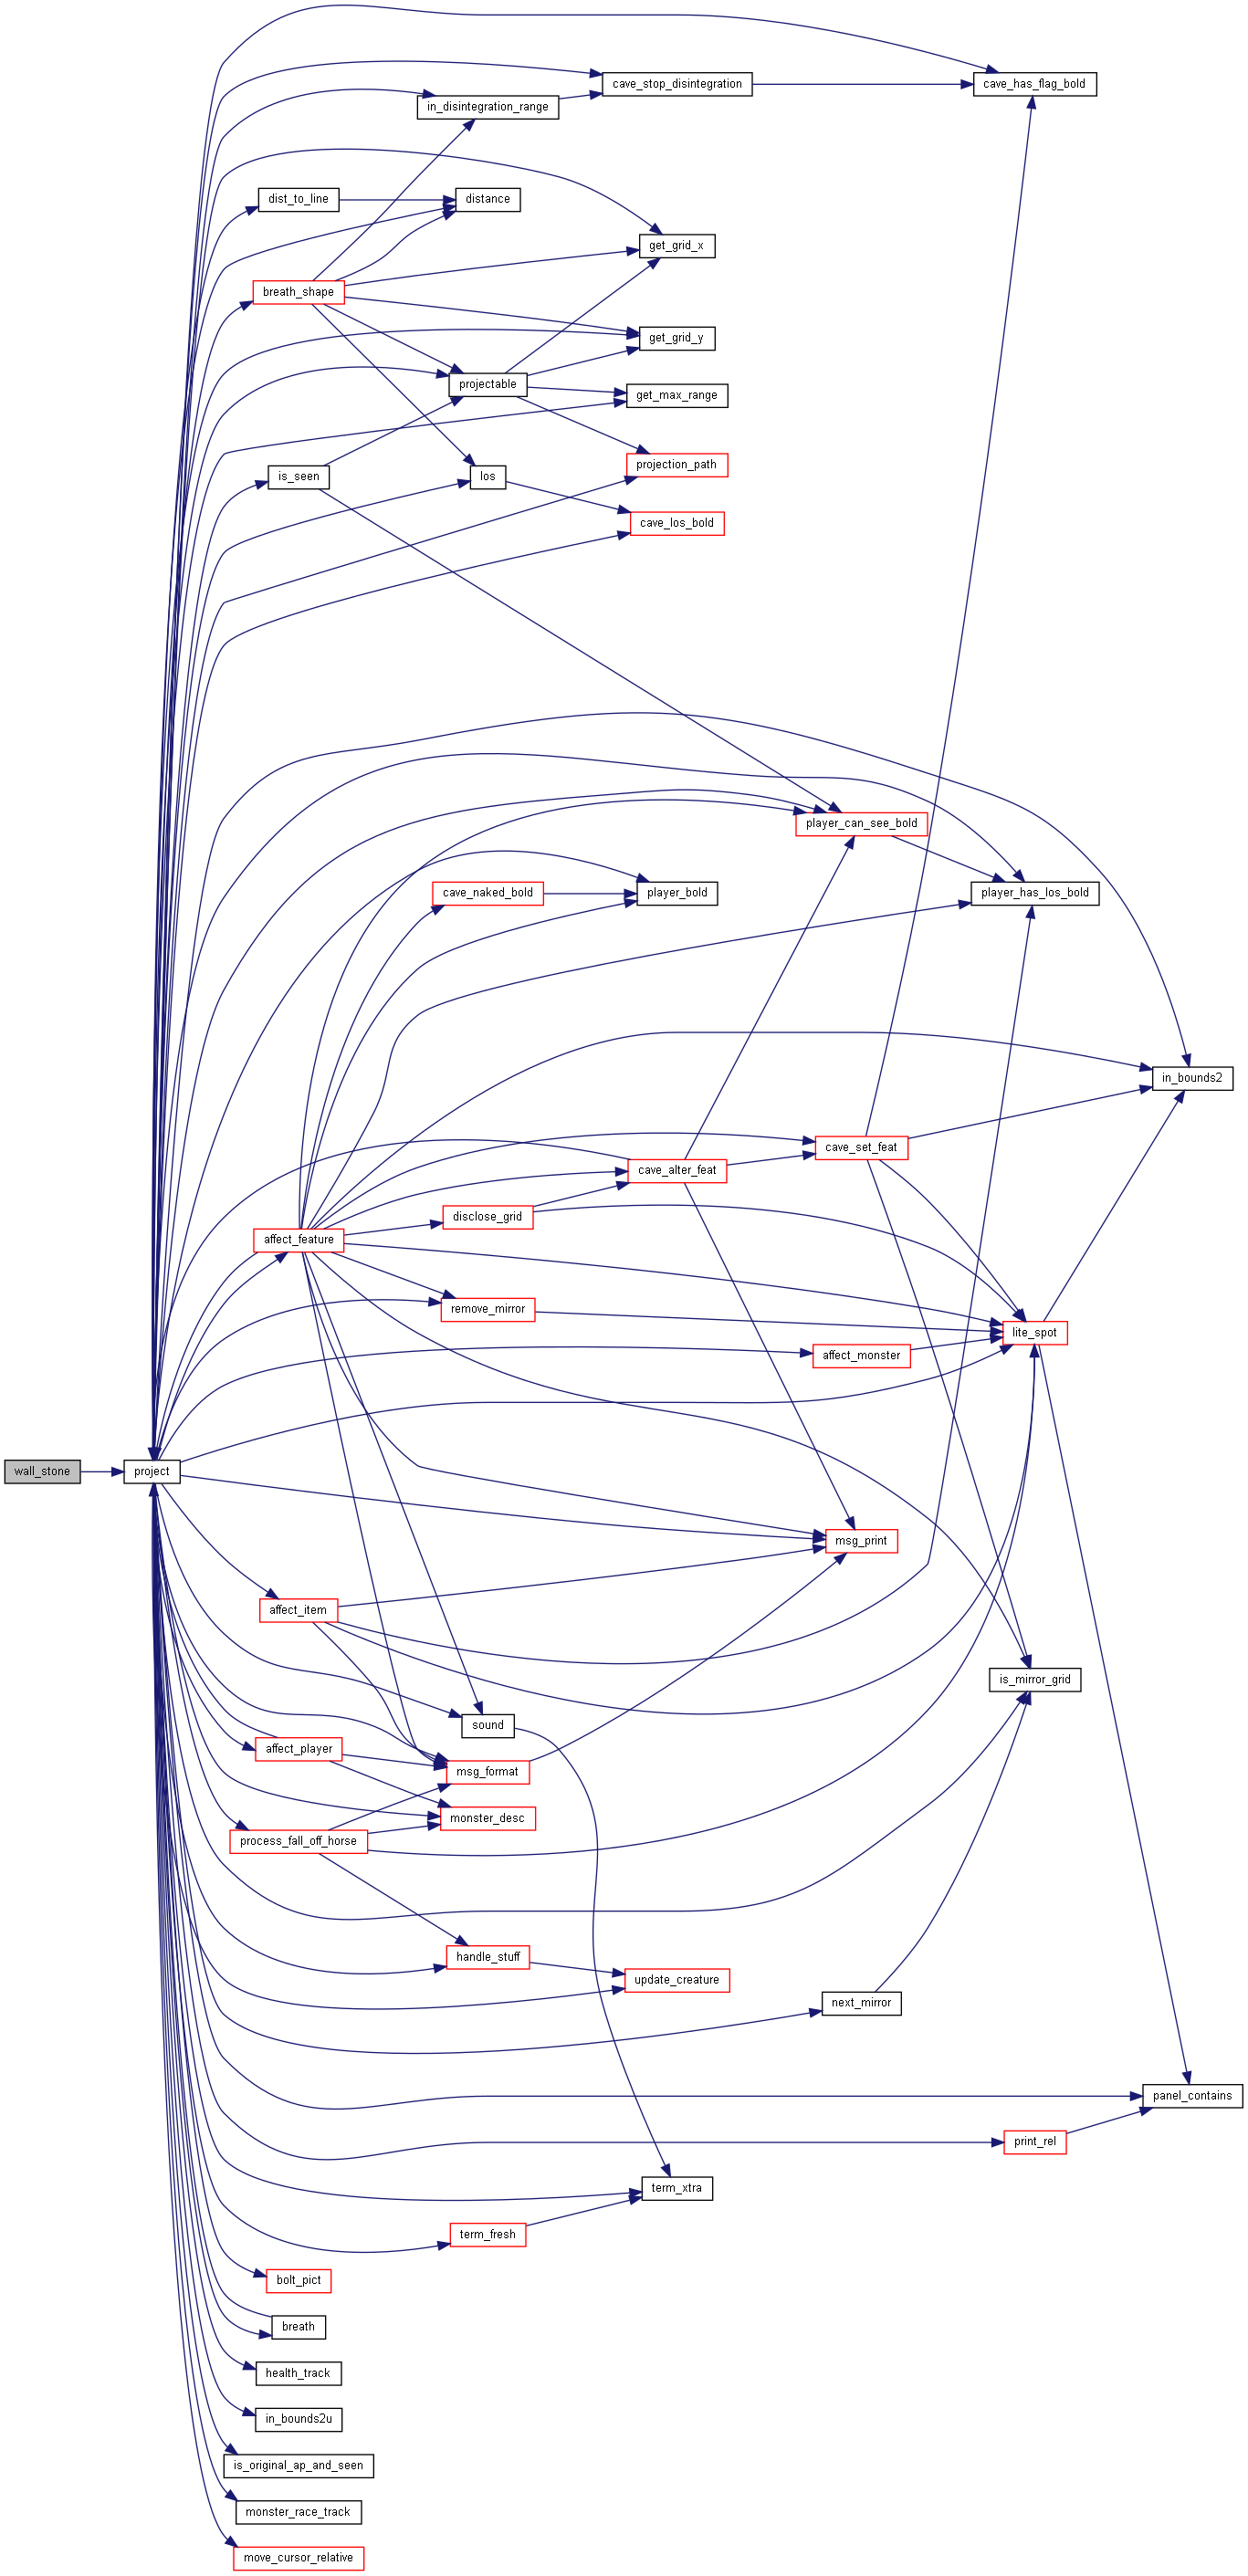 cave_stop_disintegration
cave_has_flag_bold
in_disintegration_range
dist_to_line
distance
get_grid_x
breath_shape
get_grid_y
projectable
get_max_range
projection_path
is_seen
los
cave_los_bold
player_can_see_bold
cave_naked_bold
player_bold
player_has_los_bold
in_bounds2
cave_set_feat
cave_alter_feat
disclose_grid
affect_feature
remove_mirror
lite_spot
affect_monster
wall_stone
project
msg_print
affect_item
is_mirror_grid
sound
affect_player
msg_format
monster_desc
process_fall_off_horse
handle_stuff
update_creature
next_mirror
panel_contains
print_rel
term_xtra
term_fresh
bolt_pict
breath
health_track
in_bounds2u
is_original_ap_and_seen
monster_race_track
move_cursor_relative